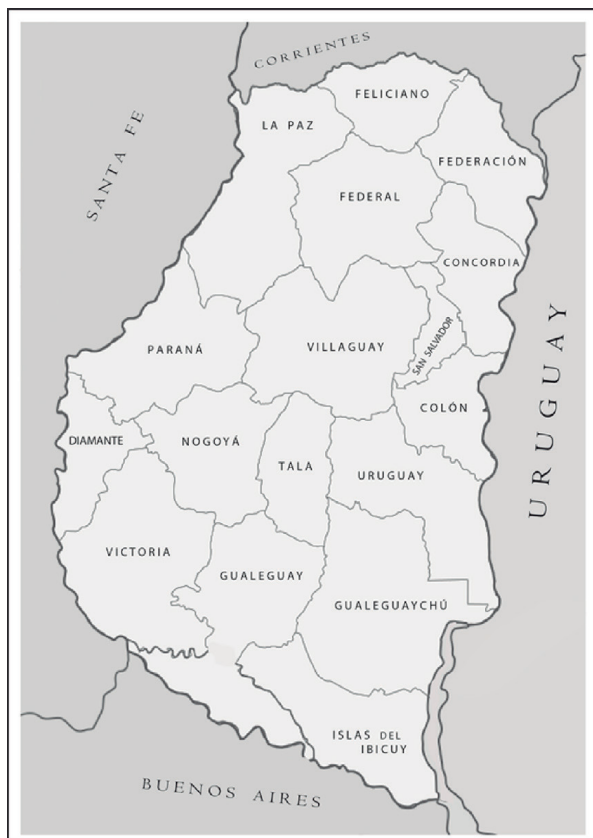 CORRIENTES
FELICIANO
LA PAZ
SANTA FE
FEDERACIÓN
FEDERAL
CONCORDIA
SAN SALVADOR
VILLAGUAY
PARANÁ
URUGUAY
COLÓN
DIAMANTE
NOGOYÁ
TALA
URUGUAY
VICTORIA
GUALEGUAY
GUALEGUAYCHÚ
ISLAS DEL
IBICUY
BUENOS AIRES